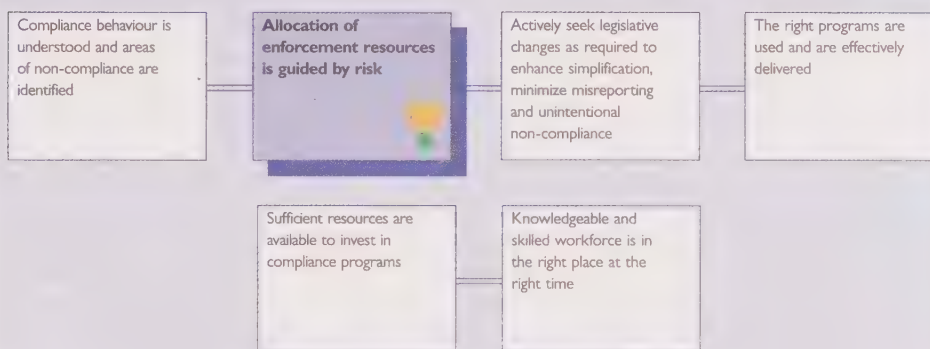 Compliance behaviour is
understood and areas
of non-compliance are
identified
Allocation of
enforcement resources
is guided by risk
Actively seek legislative
changes as required to
enhance simplification,
minimize misreporting
and unintentional
non-compliance
The right programs are
used and are effectively
delivered
Sufficient resources are
available to invest in
compliance programs
Knowledgeable and
skilled workforce is in
the right place at the
right time